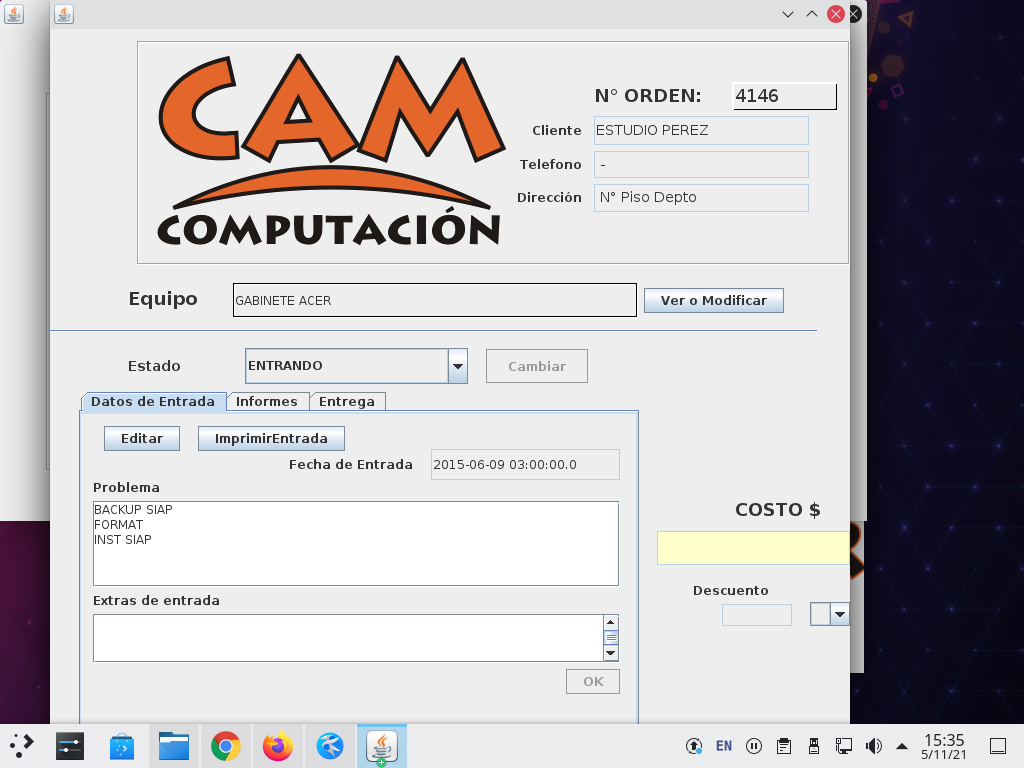 CAM
COMPUTACIÓN
N° ORDEN: 4146
Cliente ESTUDIO PEREZ
Telefono -
Dirección N° Piso Depto
Equipo GABINETE ACER Ver o Modificar
Estado ENTRANDO Cambiar
Datos de Entrada Informes Entrega
Editar ImprimirEntrada
Fecha de Entrada 2015-06-09 03:00:00.0
Problema
BACKUP SIAP
FORMAT
INST SIAP
COSTO $
Descuento
Extras de entrada
OK
EN 15:35
5/11/21